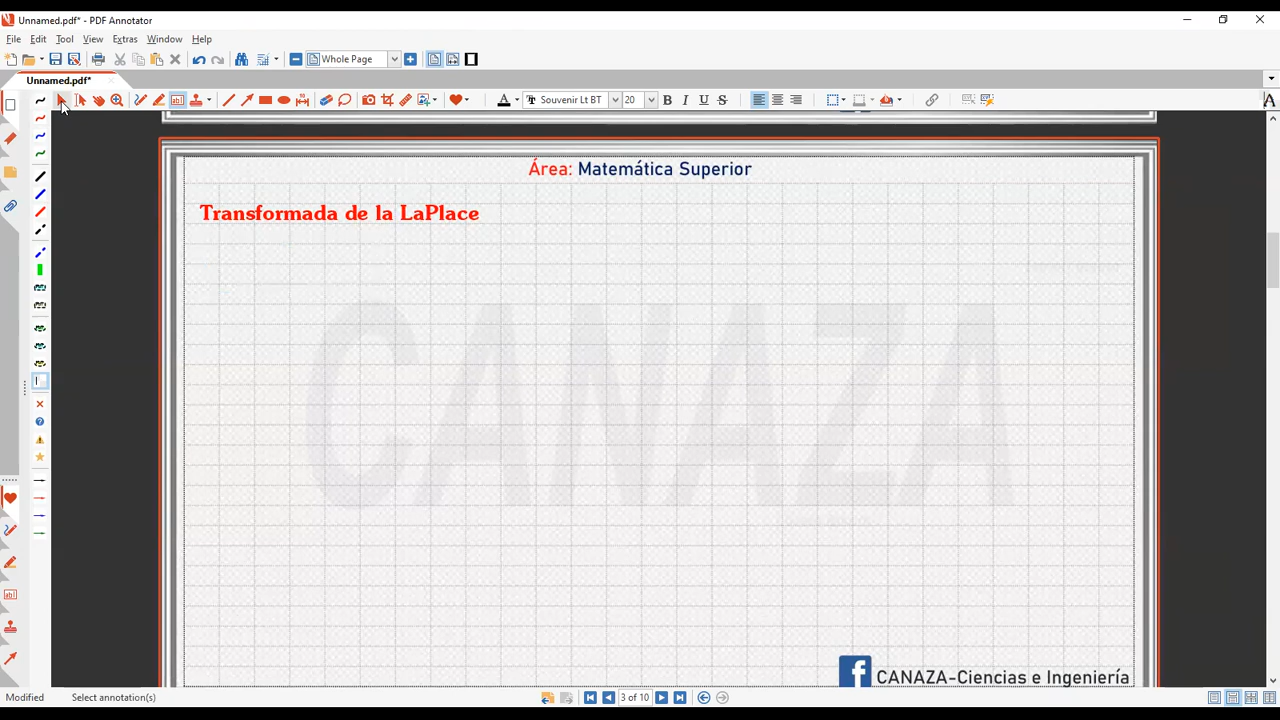 Unnamed.pdf* - PDF Annotator
File Edit Tool View Extras Window Help
Whole Page
Unnamed.pdf*
Souvenir Lt BT 20 B I U S
Área: Matemática Superior
Transformada de la LaPlace
CANAZA
CANAZA-Ciencias e Ingeniería
Modified Select annotation(s) 3 of 10